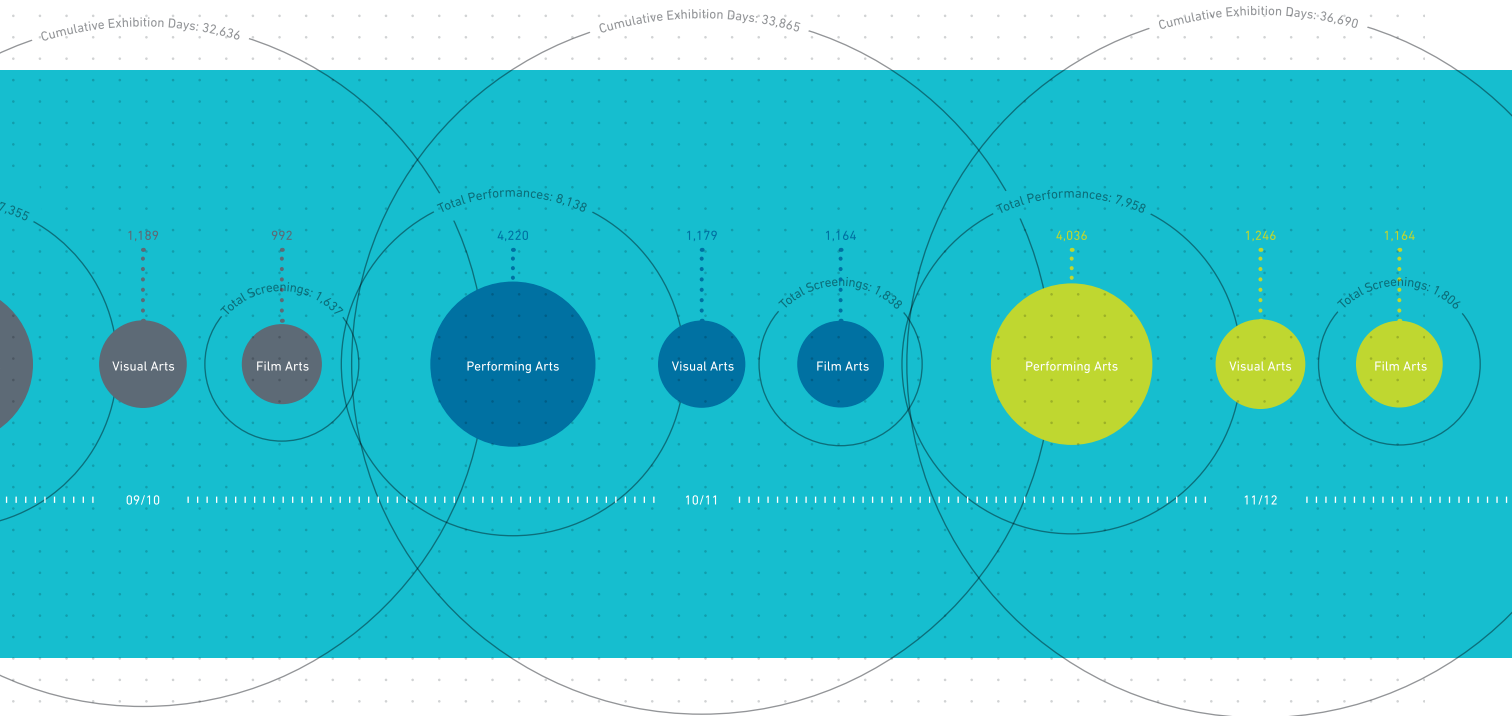 Cumulative Exhibition Days: 32,636
Cumulative Exhibition Days: 33,865
Cumulative Exhibition Days: 36,690
7,355
Total Performances: 8,138
Total Performances: 7,958
1,189
992
4,220
1,179
1,164
4,036
1,246
1,164
Total Screenings: 1,637
Total Screenings: 1,838
Total Screenings: 1,806
Visual Arts
Film Arts
Performing Arts
Visual Arts
Film Arts
Performing Arts
Visual Arts
Film Arts
09/10
10/11
11/12